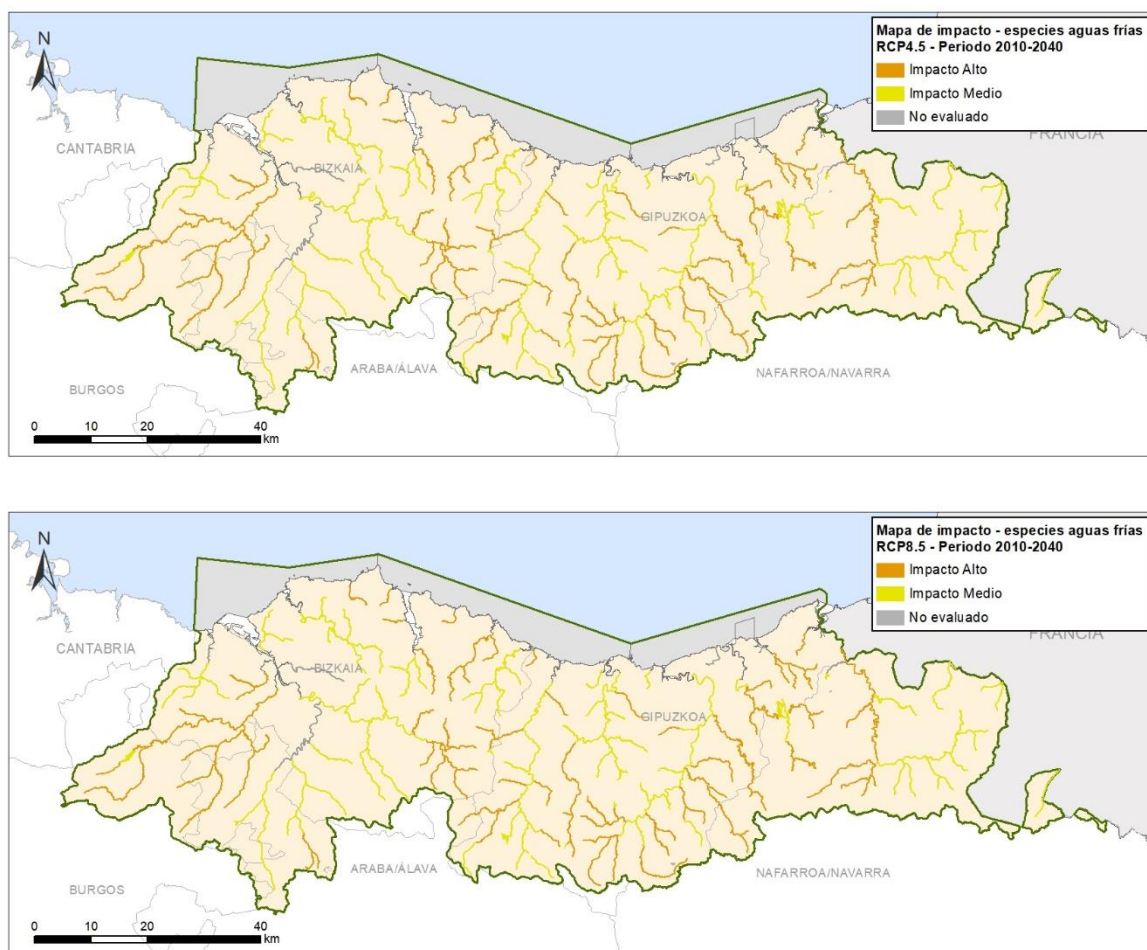 Mapa de impacto - especies aguas frías
RCP4.5 - Periodo 2010-2040
Impacto Alto
Impacto Medio
No evaluado
N
FRANCIA
CANTABRIA
BIZKAIA
GIPUZKOA
ARABA/ÁLAVA
NAFARROA/NAVARRA
BURGOS
0 10 20 40
km
Mapa de impacto - especies aguas frías
RCP8.5 - Periodo 2010-2040
Impacto Alto
Impacto Medio
No evaluado
N
FRANCIA
CANTABRIA
BIZKAIA
GIPUZKOA
ARABA/ÁLAVA
NAFARROA/NAVARRA
BURGOS
0 10 20 40
km